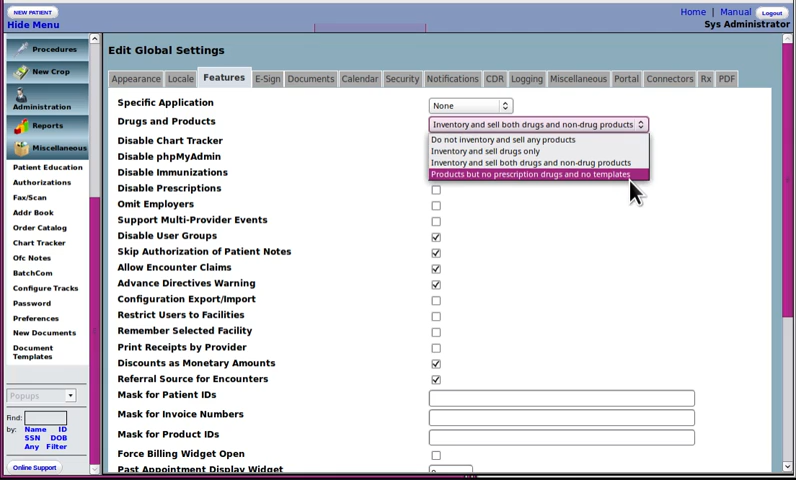 NEW PATIENT
Home | Manual Logout
Hide Menu
Sys Administrator
Procedures
New Crop
Administration
Reports
Miscellaneous
Patient Education
Authorizations
Fax/Scan
Addr Book
Order Catalog
Chart Tracker
Ofc Notes
BatchCom
Configure Tracks
Password
Preferences
New Documents
Document
Templates
Popups
Find:
by: Name ID
SSN DOB
Any Filter
Online Support
Edit Global Settings
Appearance Locale Features E-Sign Documents Calendar Security Notifications CDR Logging Miscellaneous Portal Connectors Rx PDF
Specific Application None
Drugs and Products Inventory and sell both drugs and non-drug products
Do not inventory and sell any products
Inventory and sell drugs only
Inventory and sell both drugs and non-drug products
Products but no prescription drugs and no templates
Disable Chart Tracker
Disable phpMyAdmin
Disable Immunizations
Disable Prescriptions
Omit Employers
Support Multi-Provider Events
Disable User Groups
Skip Authorization of Patient Notes
Allow Encounter Claims
Advance Directives Warning
Configuration Export/Import
Restrict Users to Facilities
Remember Selected Facility
Print Receipts by Provider
Discounts as Monetary Amounts
Referral Source for Encounters
Mask for Patient IDs
Mask for Invoice Numbers
Mask for Product IDs
Force Billing Widget Open
Past Appointment Display Widget